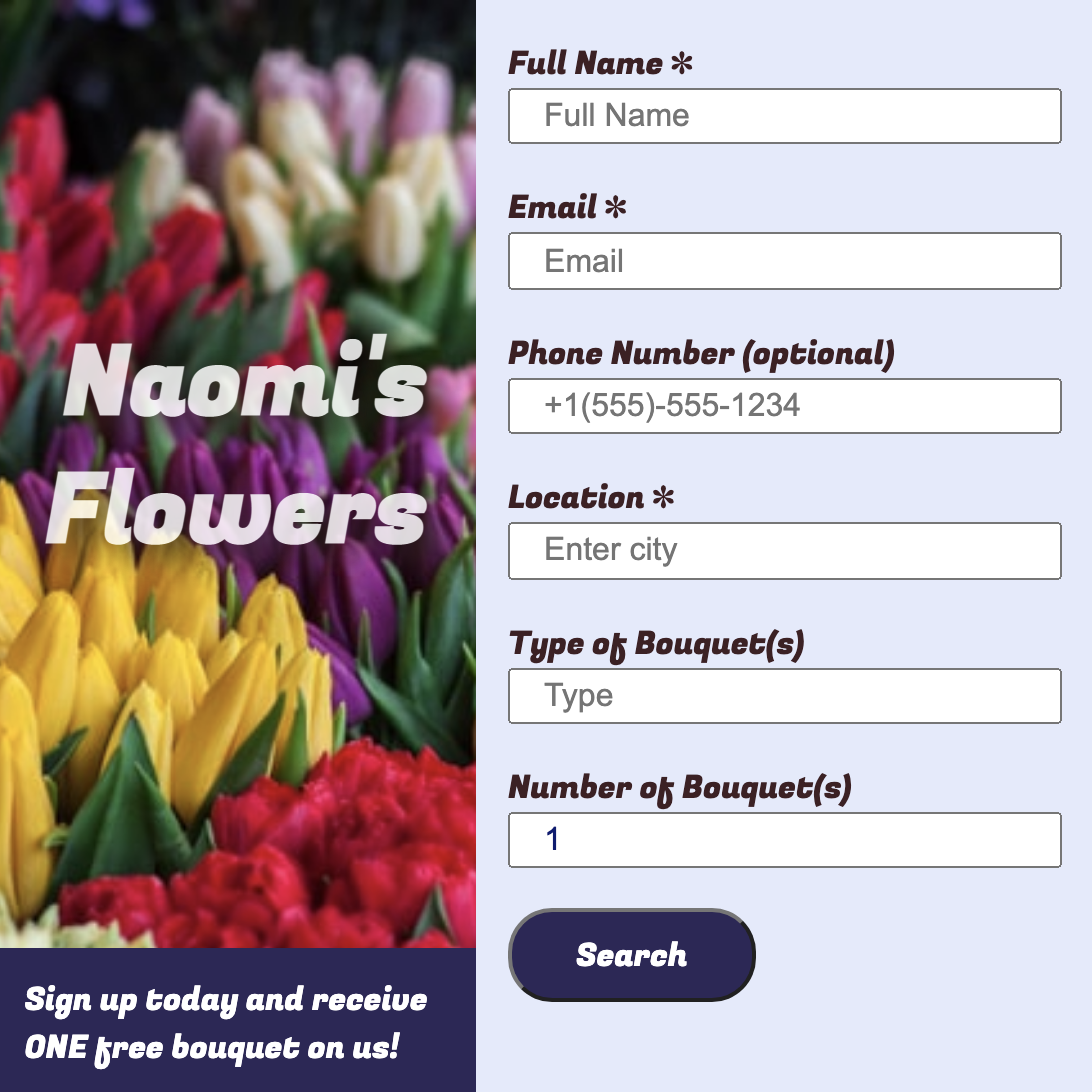 Naomi's
Flowers
Sign up today and receive
ONE free bouquet on us!
Full Name *
Full Name
Email *
Email
Phone Number (optional)
+1(555)-555-1234
Location *
Enter city
Type of Bouquet(s)
Type
Number of Bouquet(s)
1
Search